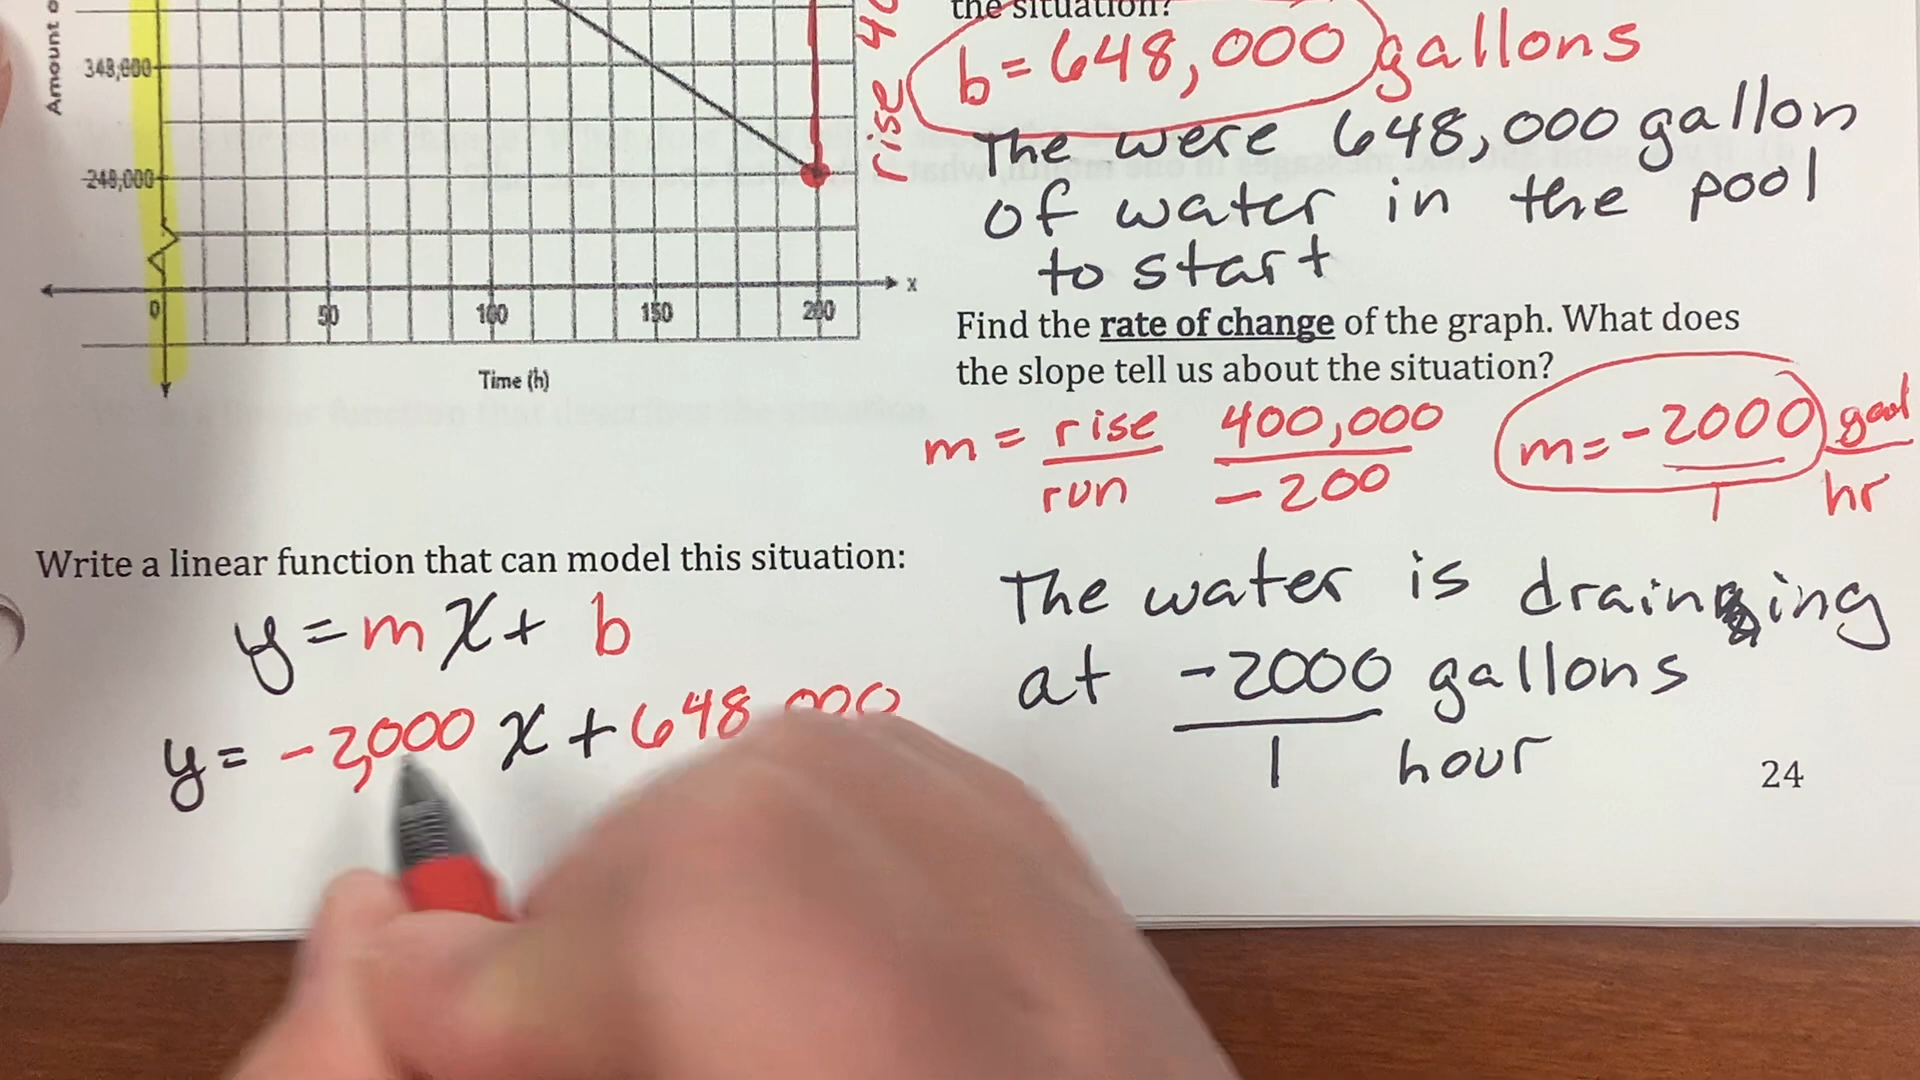 the situation?
b = 648,000 gallons
The were 648,000 gallon
of water in the pool
to start
Amount
348,000
248,000
rise 40
0 50 100 150 200 x
Time (h)
Find the rate of change of the graph. What does
the slope tell us about the situation?
m = rise/run 400,000/-200 m = -2000/1 gal/hr
Write a linear function that can model this situation:
y = mx + b
y = -2,000x + 648,000
The water is draining
at -2000/1 gallons/hour
24